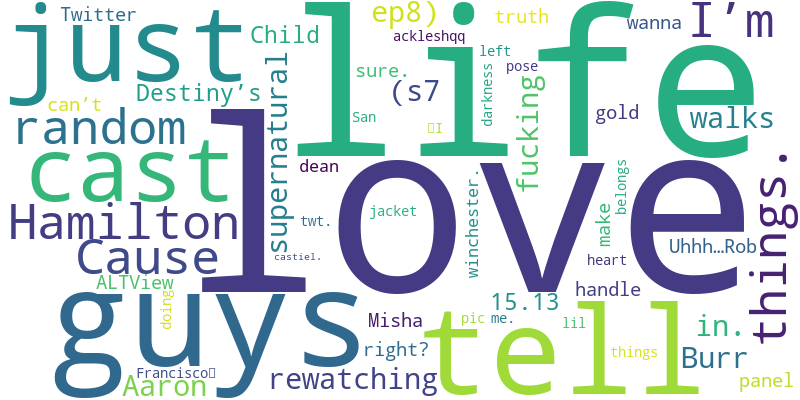 Twitter
ep8)
truth
wanna
I’m
just
Child
ackleshqq
life
left
sure.
pose
can’t
Destiny’s
supernatural
(s7
darkness
fucking
gold
walks
random
San
I
cast
dean
love
things.
belongs
Hamilton
jacket
winchester.
make
twt.
Uhhh…Rob
Cause
castiel.
heart
ALTView
guys
doing
15.13
handle
Misha
pic
me.
lil
tell
in.
right?
things
Burr
Francisco
Aaron
rewatching
panel